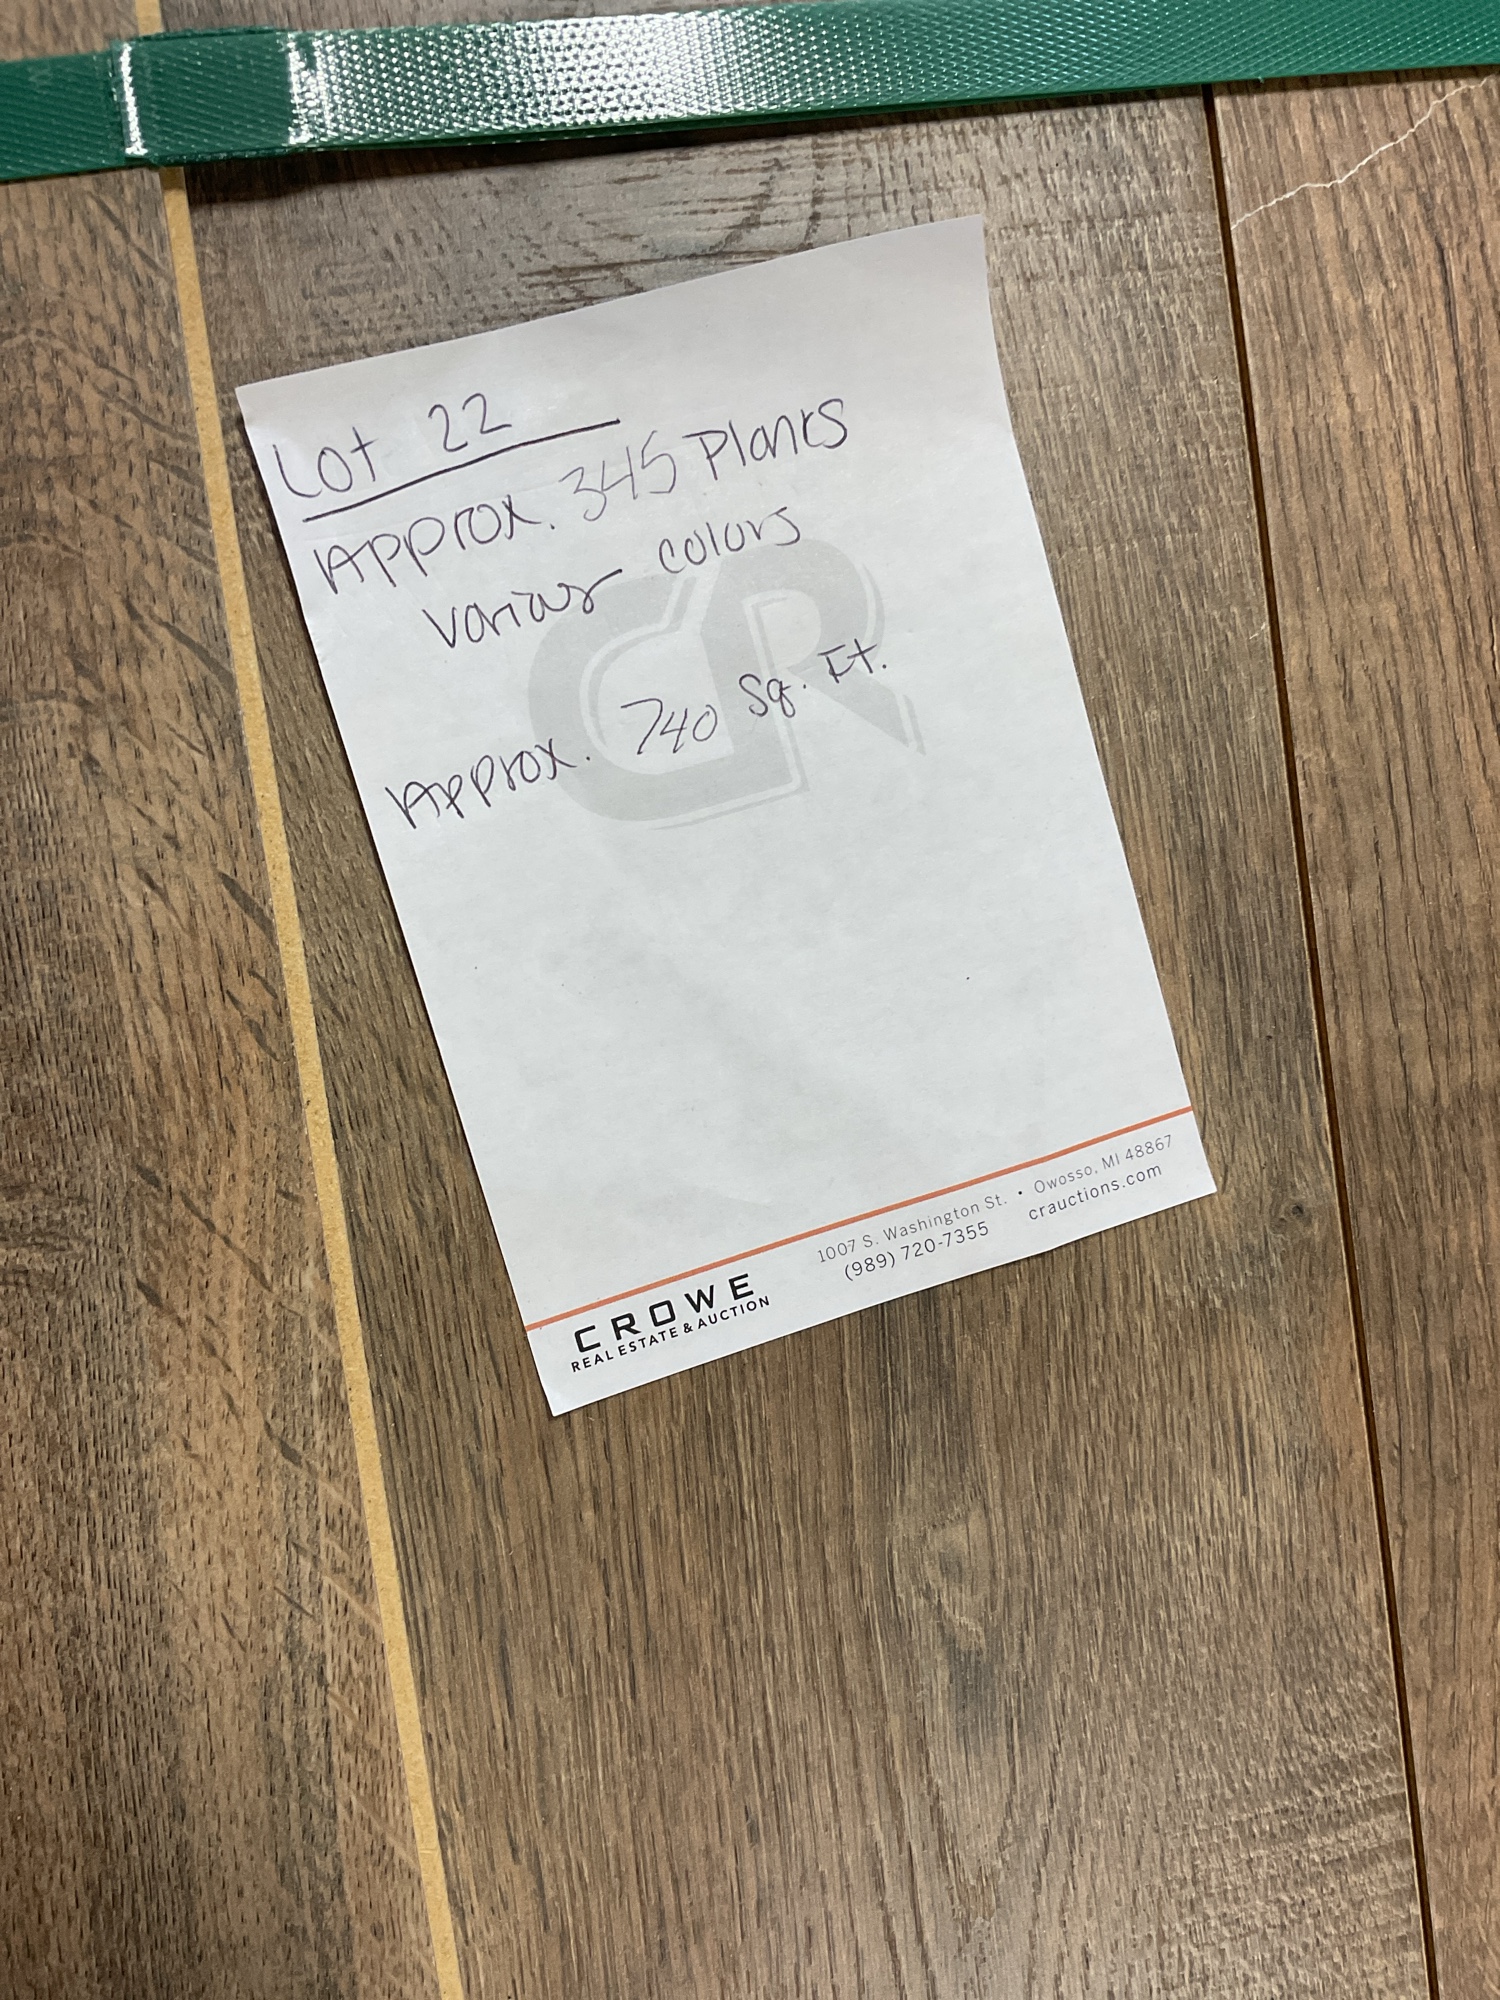 Lot 22
Approx. 345 Planks
various colors
Approx. 740 Sq. Ft.
CR
CROWE
REAL ESTATE & AUCTION
1007 S. Washington St. • Owosso, MI 48867
(989) 720-7355 crauctions.com